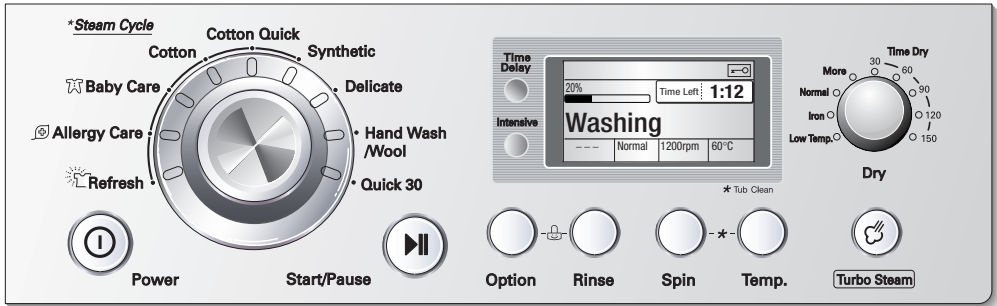 *Steam Cycle
Cotton Quick
Cotton
Synthetic
Baby Care
Delicate
Allergy Care
Hand Wash
/Wool
Refresh
Quick 30
Power
Start/Pause
Time
Delay
Intensive
20%
Time Left 1:12
Washing
--- Normal 1200rpm 60°C
* Tub Clean
Option
Rinse
Spin
*
Temp.
Time Dry
30
More
60
Normal
90
Iron
120
Low Temp.
150
Dry
Turbo Steam